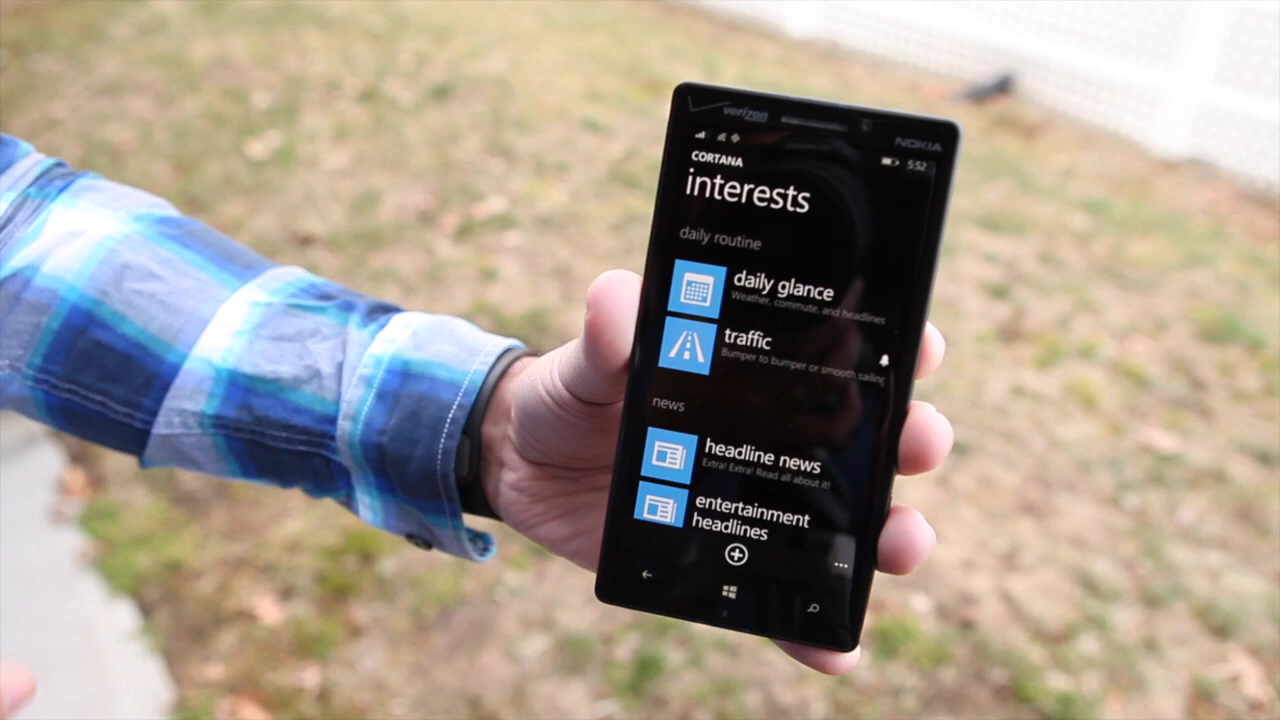 verizon
NOKIA
5:52
CORTANA
interests
daily routine
daily glance
Weather, commute, and headlines
traffic
Bumper to bumper or smooth sailing
news
headline news
Extra! Extra! Read all about it!
entertainment
headlines